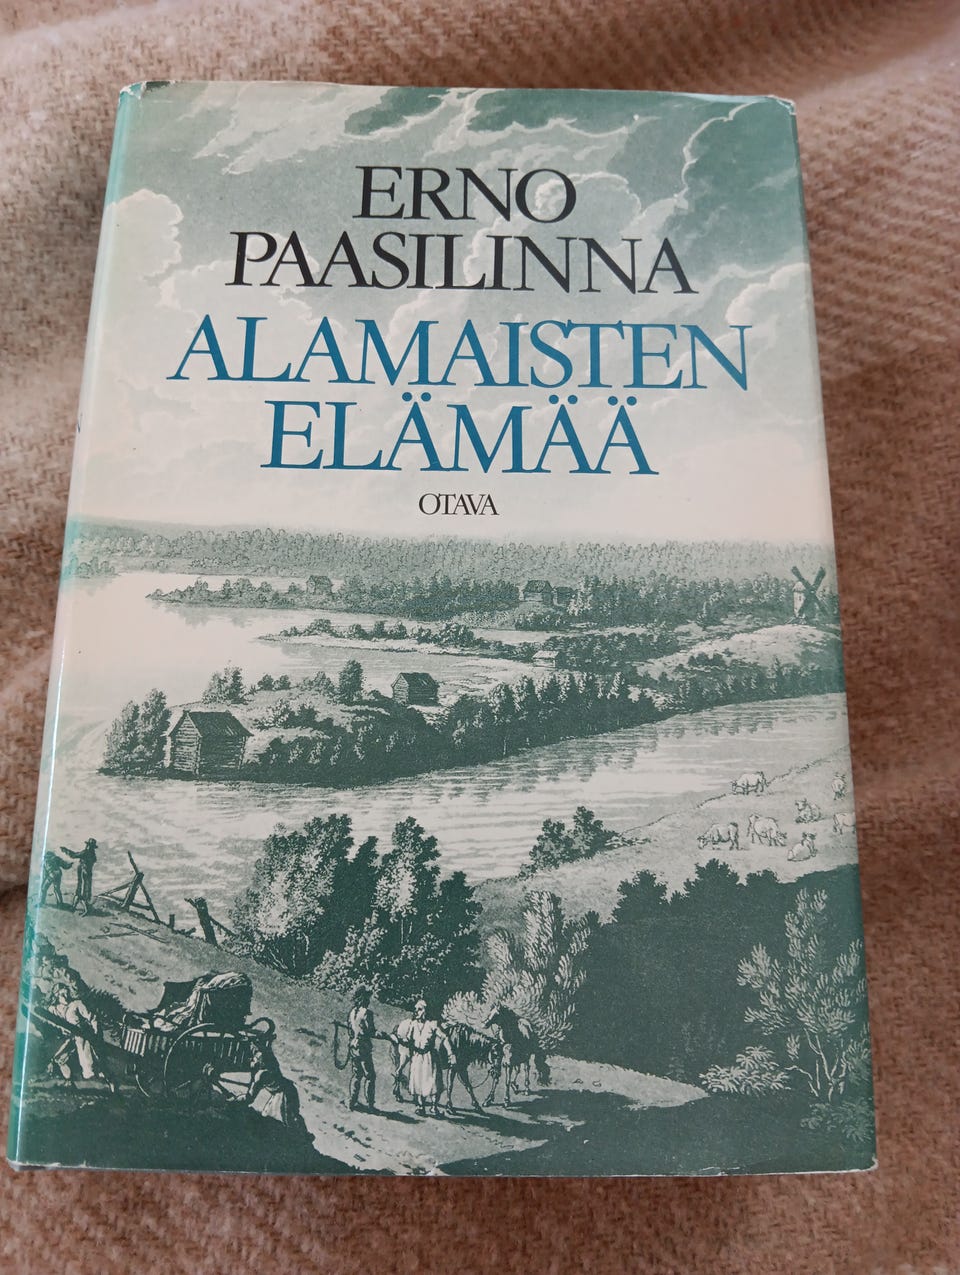 ERNO
PAASILINNA
ALAMAISTEN
ELÄMÄÄ
OTAVA